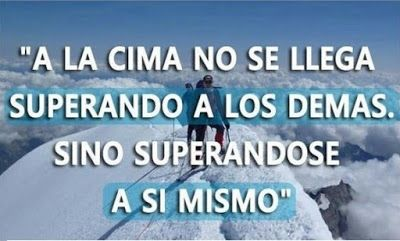 "A LA CIMA NO SE LLEGA
SUPERANDO A LOS DEMAS.
SINO SUPERANDOSE
A SI MISMO"